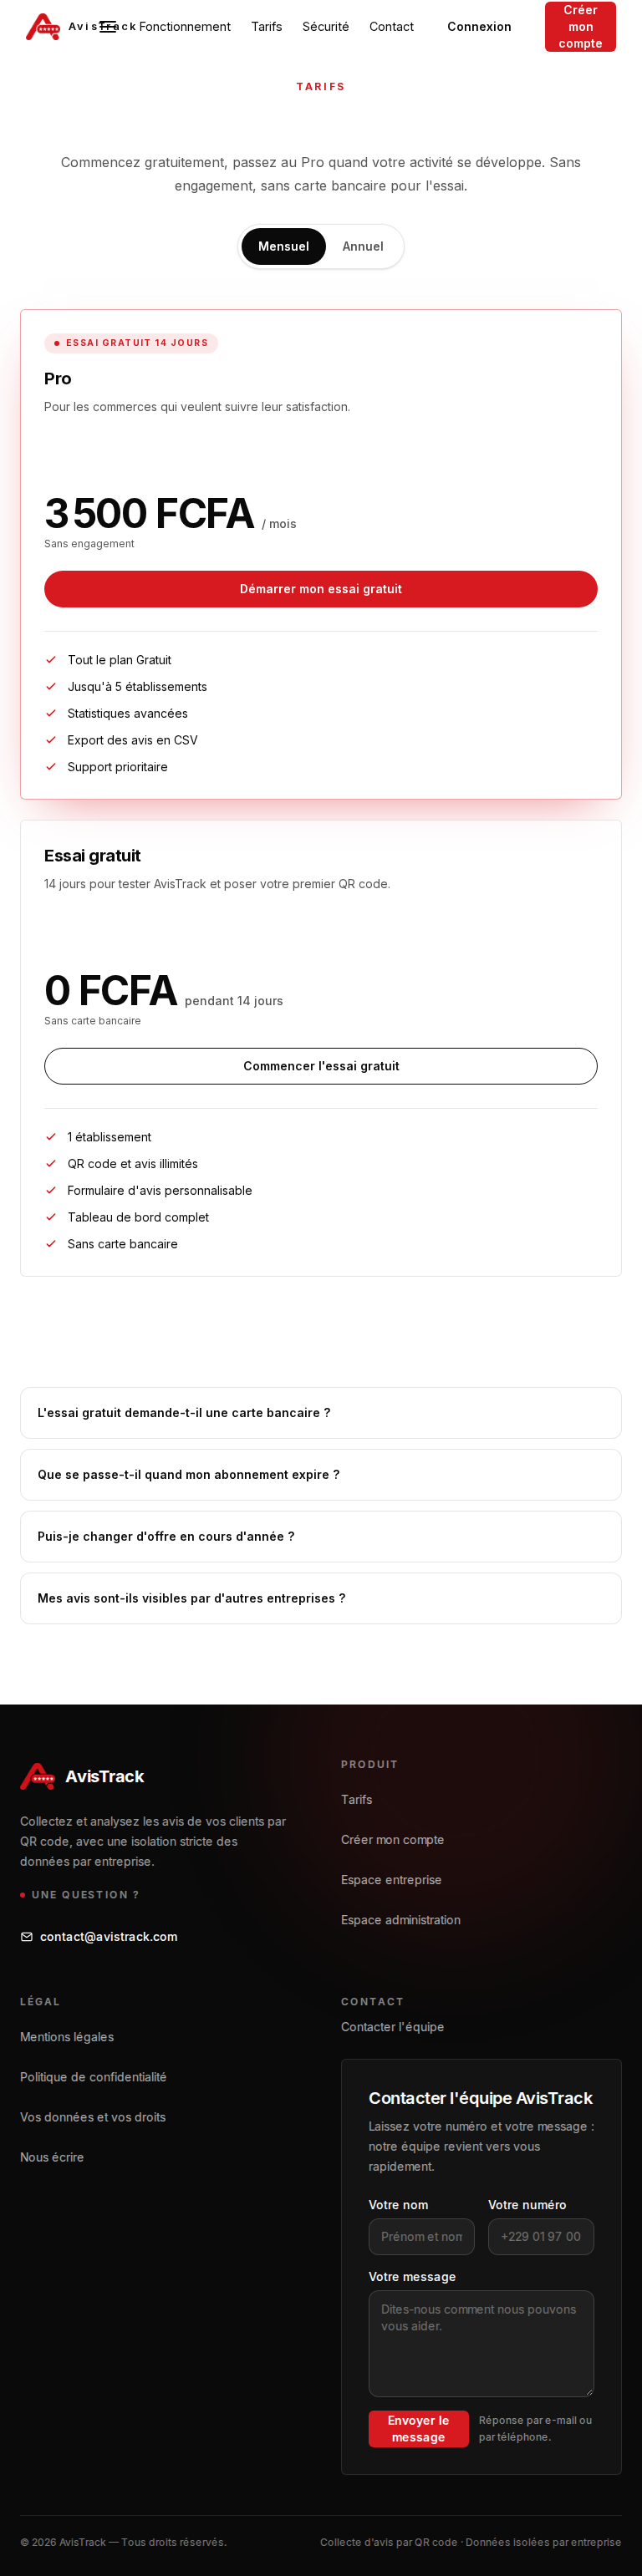 AvisTrack
Fonctionnement
Tarifs
Sécurité
Contact
Connexion
Créer
mon
compte
TARIFS
Commencez gratuitement, passez au Pro quand votre activité se développe. Sans
engagement, sans carte bancaire pour l'essai.
Mensuel
Annuel
ESSAI GRATUIT 14 JOURS
Pro
Pour les commerces qui veulent suivre leur satisfaction.
3 500 FCFA / mois
Sans engagement
Démarrer mon essai gratuit
Tout le plan Gratuit
Jusqu'à 5 établissements
Statistiques avancées
Export des avis en CSV
Support prioritaire
Essai gratuit
14 jours pour tester AvisTrack et poser votre premier QR code.
0 FCFA pendant 14 jours
Sans carte bancaire
Commencer l'essai gratuit
1 établissement
QR code et avis illimités
Formulaire d'avis personnalisable
Tableau de bord complet
Sans carte bancaire
L'essai gratuit demande-t-il une carte bancaire ?
Que se passe-t-il quand mon abonnement expire ?
Puis-je changer d'offre en cours d'année ?
Mes avis sont-ils visibles par d'autres entreprises ?
AvisTrack
Collectez et analysez les avis de vos clients par
QR code, avec une isolation stricte des
données par entreprise.
UNE QUESTION ?
contact@avistrack.com
PRODUIT
Tarifs
Créer mon compte
Espace entreprise
Espace administration
LÉGAL
Mentions légales
Politique de confidentialité
Vos données et vos droits
Nous écrire
CONTACT
Contacter l'équipe
Contacter l'équipe AvisTrack
Laissez votre numéro et votre message :
notre équipe revient vers vous
rapidement.
Votre nom
Votre numéro
Prénom et nom
+229 01 97 00
Votre message
Dites-nous comment nous pouvons
vous aider.
Envoyer le
message
Réponse par e-mail ou
par téléphone.
© 2026 AvisTrack — Tous droits réservés.
Collecte d'avis par QR code · Données isolées par entreprise